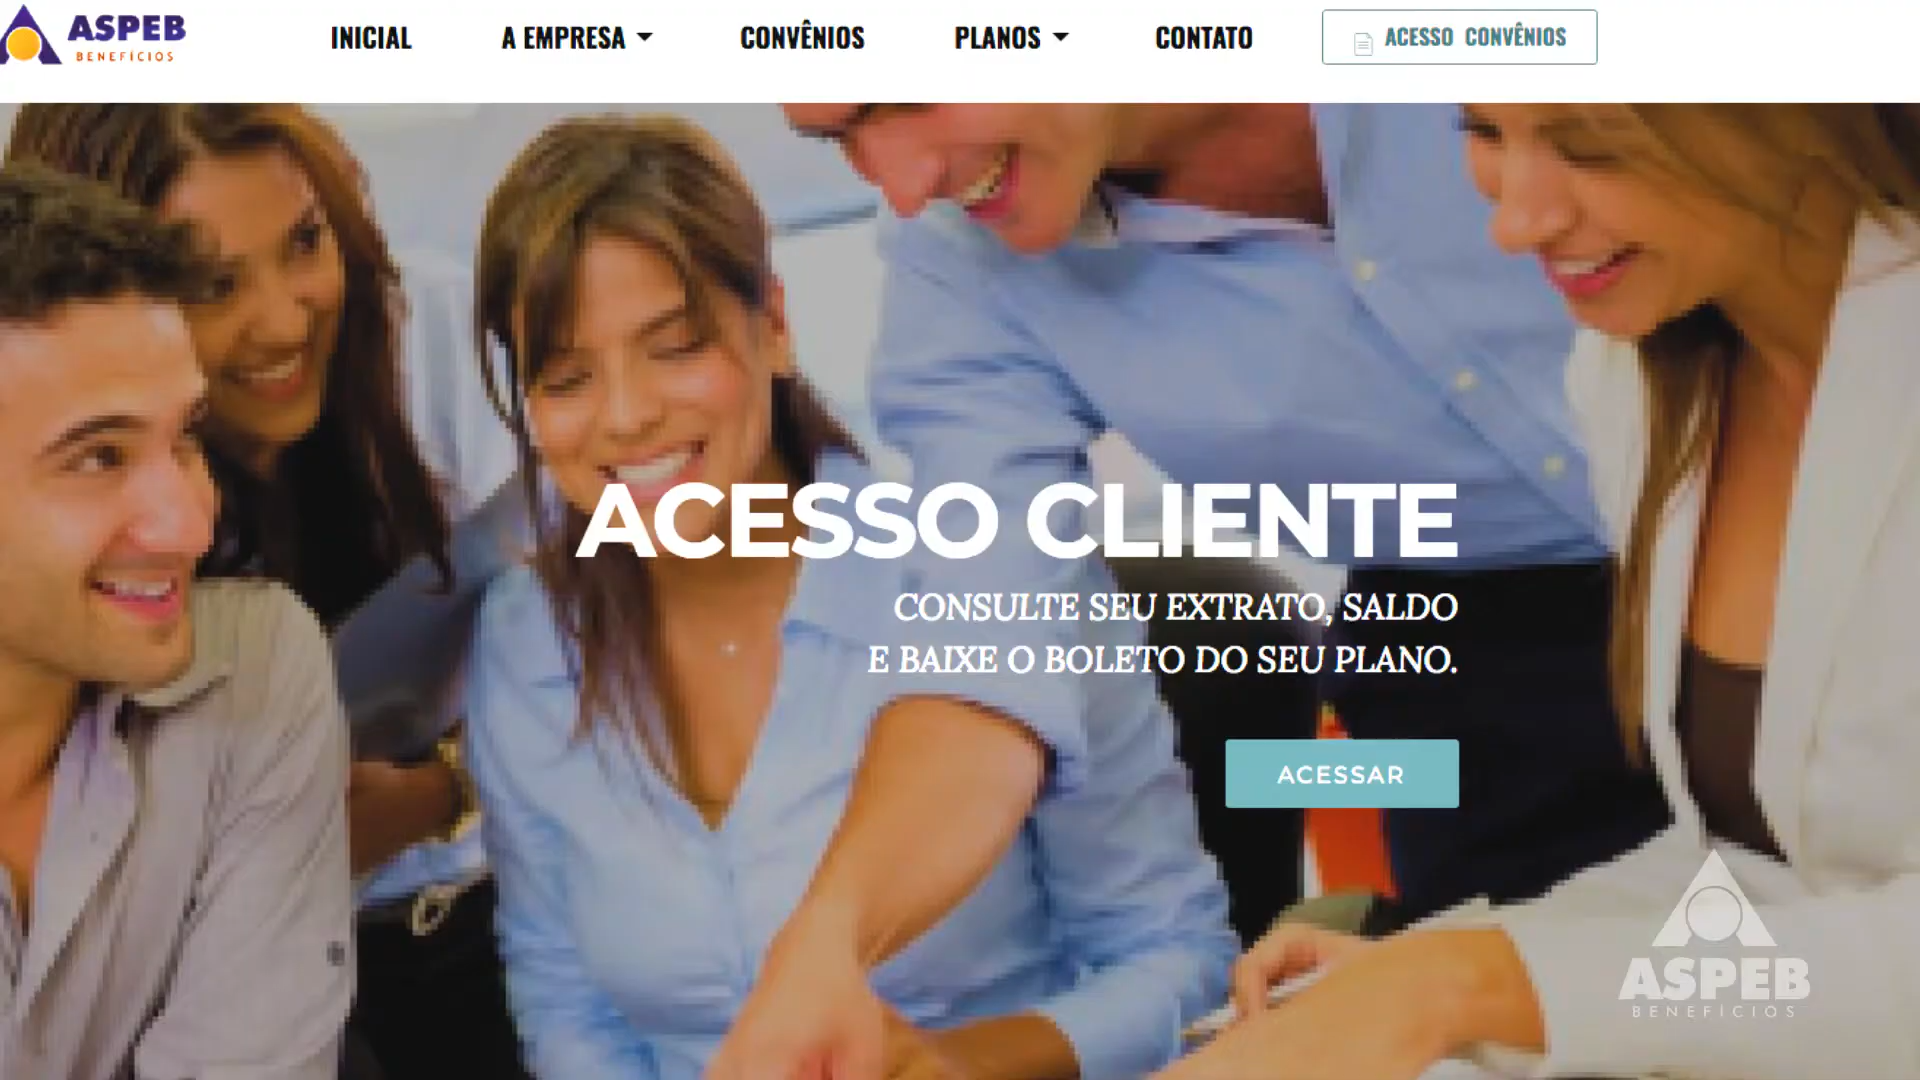 ASPEB
BENEFÍCIOS
INICIAL
A EMPRESA
CONVÊNIOS
PLANOS
CONTATO
ACESSO CONVÊNIOS
ACESSO CLIENTE
CONSULTE SEU EXTRATO, SALDO
E BAIXE O BOLETO DO SEU PLANO.
ACESSAR
ASPEB
BENEFÍCIOS